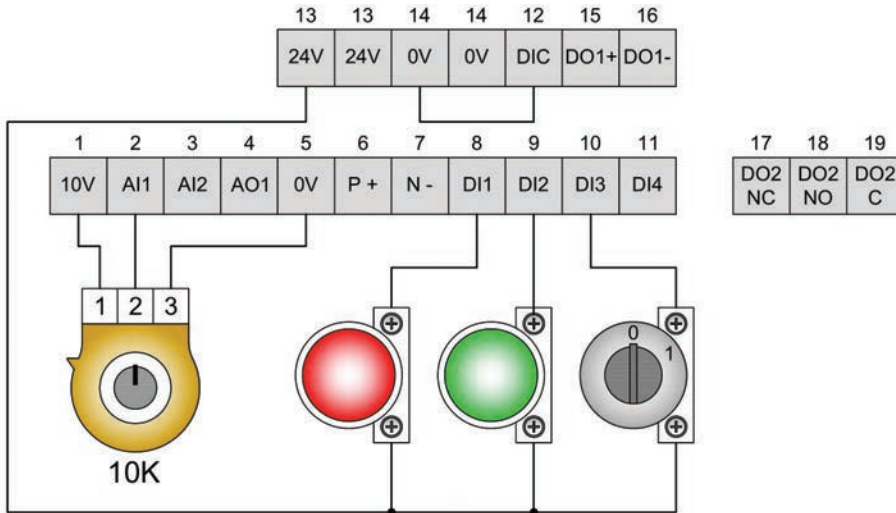 13 13 14 14 12 15 16
24V 24V 0V 0V DIC DO1+ DO1-
1 2 3 4 5 6 7 8 9 10 11
10V AI1 AI2 AO1 0V P + N - DI1 DI2 DI3 DI4
17 18 19
DO2 DO2 DO2
NC NO C
1 2 3
0
1
10K